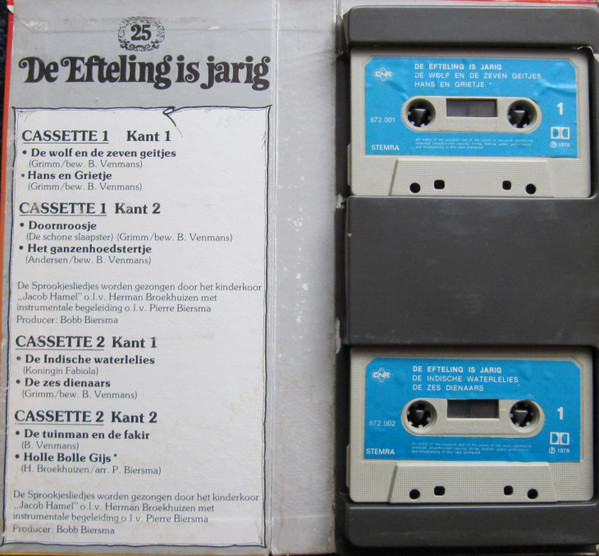 25
De Efteling is jarig
CASSETTE 1 Kant 1
• De wolf en de zeven geitjes
(Grimm/bew. B. Venmans)
• Hans en Grietje
(Grimm/bew. B. Venmans)
CASSETTE 1 Kant 2
• Doornroosje
(De schone slaapster) (Grimm/bew. B. Venmans)
• Het ganzenhoedstertje
(Andersen/bew. B. Venmans)
De Sprookjesliedjes worden gezongen door het kinderkoor
„Jacob Hamel" o.l.v. Herman Broekhuizen met
instrumentale begeleiding o.l.v. Pierre Biersma
Producer: Bobb Biersma
CASSETTE 2 Kant 1
• De Indische waterlelies
(Koningin Fabiola)
• De zes dienaars
(Grimm/bew. B. Venmans)
CASSETTE 2 Kant 2
• De tuinman en de fakir
(B. Venmans)
• Holle Bolle Gijs *
(H. Broekhuizen/arr. P. Biersma)
De Sprookjesliedjes worden gezongen door het kinderkoor
„Jacob Hamel" o.l.v. Herman Broekhuizen met
instrumentale begeleiding o.l.v. Pierre Biersma
Producer: Bobb Biersma
CNR
DE EFTELING IS JARIG
DE WOLF EN DE ZEVEN GEITJES
HANS EN GRIETJE
672.001
1
STEMRA
℗ 1976
CNR
DE EFTELING IS JARIG
DE INDISCHE WATERLELIES
DE ZES DIENAARS
672.002
1
STEMRA
℗ 1976